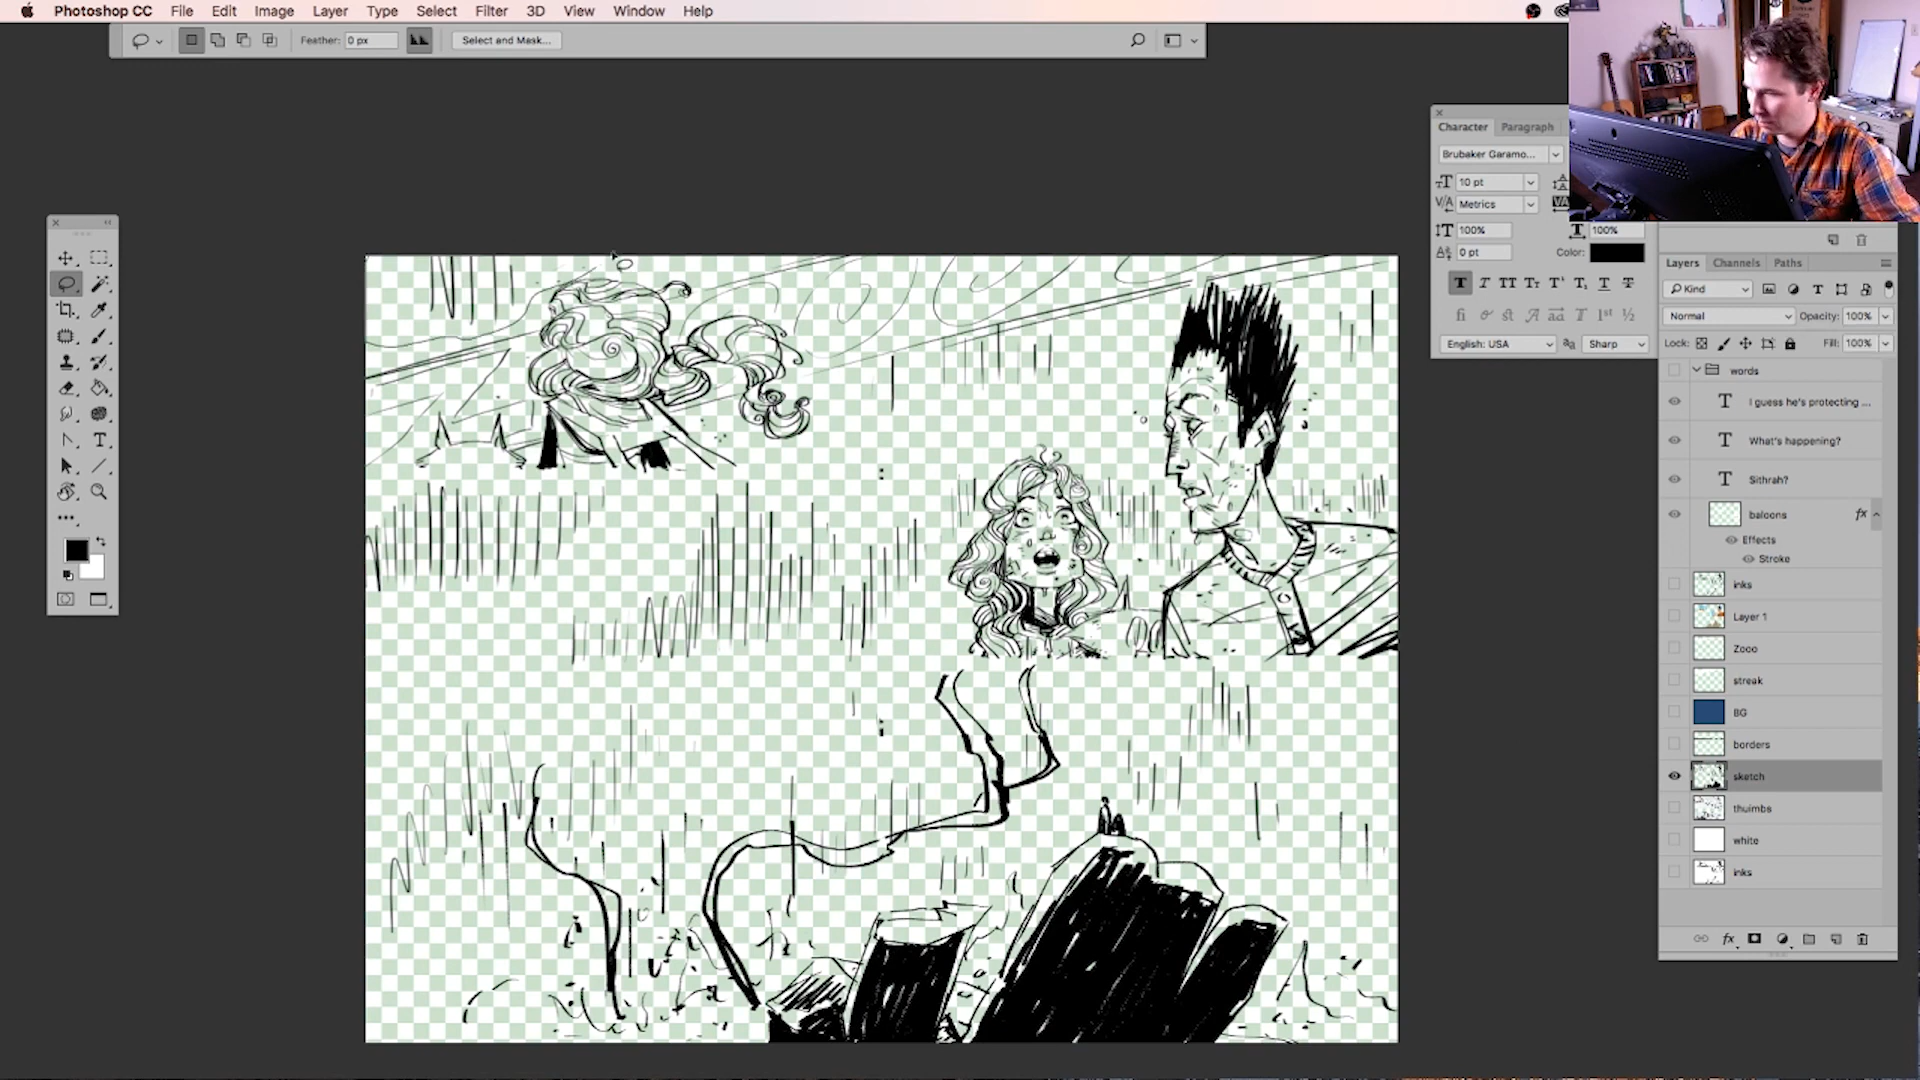 Photoshop CC File Edit Image Layer Type Select Filter 3D View Window Help
Feather: 0 px Select and Mask...
Character Paragraph
Brubaker Garamo...
10 pt
Metrics
100% 100%
0 pt Color:
English: USA Sharp
Layers Channels Paths
Kind
Normal Opacity: 100%
Lock: Fill: 100%
words
I guess he's protecting ...
What's happening?
Sithrah?
baloons fx
Effects
Stroke
inks
Layer 1
Zooo
streak
BG
borders
sketch
thuimbs
white
inks